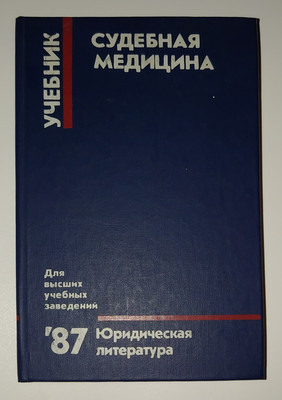 УЧЕБНИК
СУДЕБНАЯ
МЕДИЦИНА
Для
высших
учебных
заведений
'87
Юридическая
литература